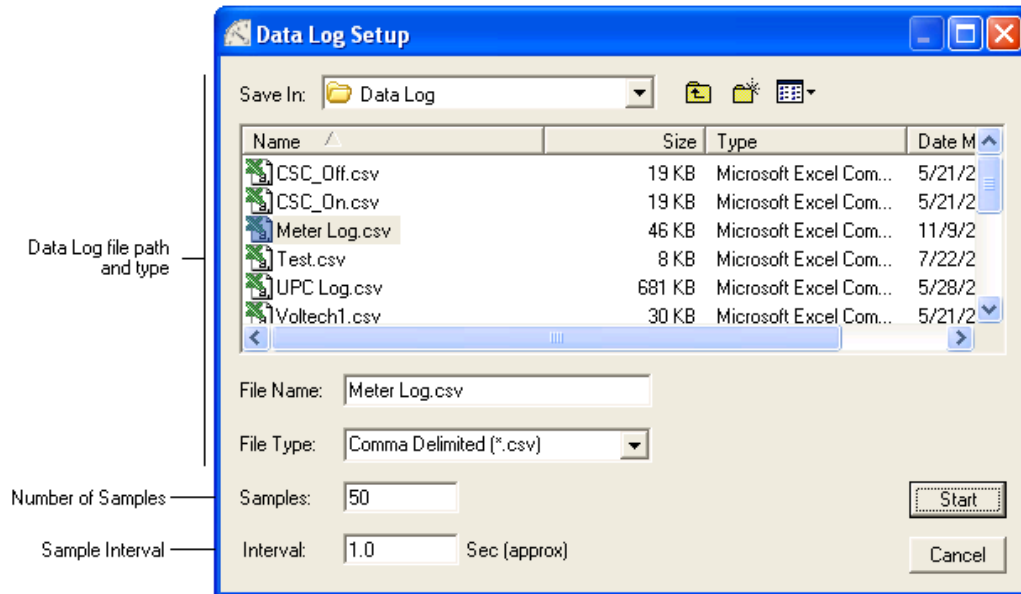 Data Log Setup
Save In: Data Log
Name Size Type Date M
CSC_Off.csv 19 KB Microsoft Excel Com... 5/21/2
CSC_On.csv 19 KB Microsoft Excel Com... 5/21/2
Meter Log.csv 46 KB Microsoft Excel Com... 11/9/2
Test.csv 8 KB Microsoft Excel Com... 7/22/2
UPC Log.csv 681 KB Microsoft Excel Com... 5/28/2
Voltech1.csv 30 KB Microsoft Excel Com... 5/21/2
Data Log file path
and type
File Name: Meter Log.csv
File Type: Comma Delimited (*.csv)
Number of Samples Samples: 50 Start
Sample Interval Interval: 1.0 Sec (approx) Cancel